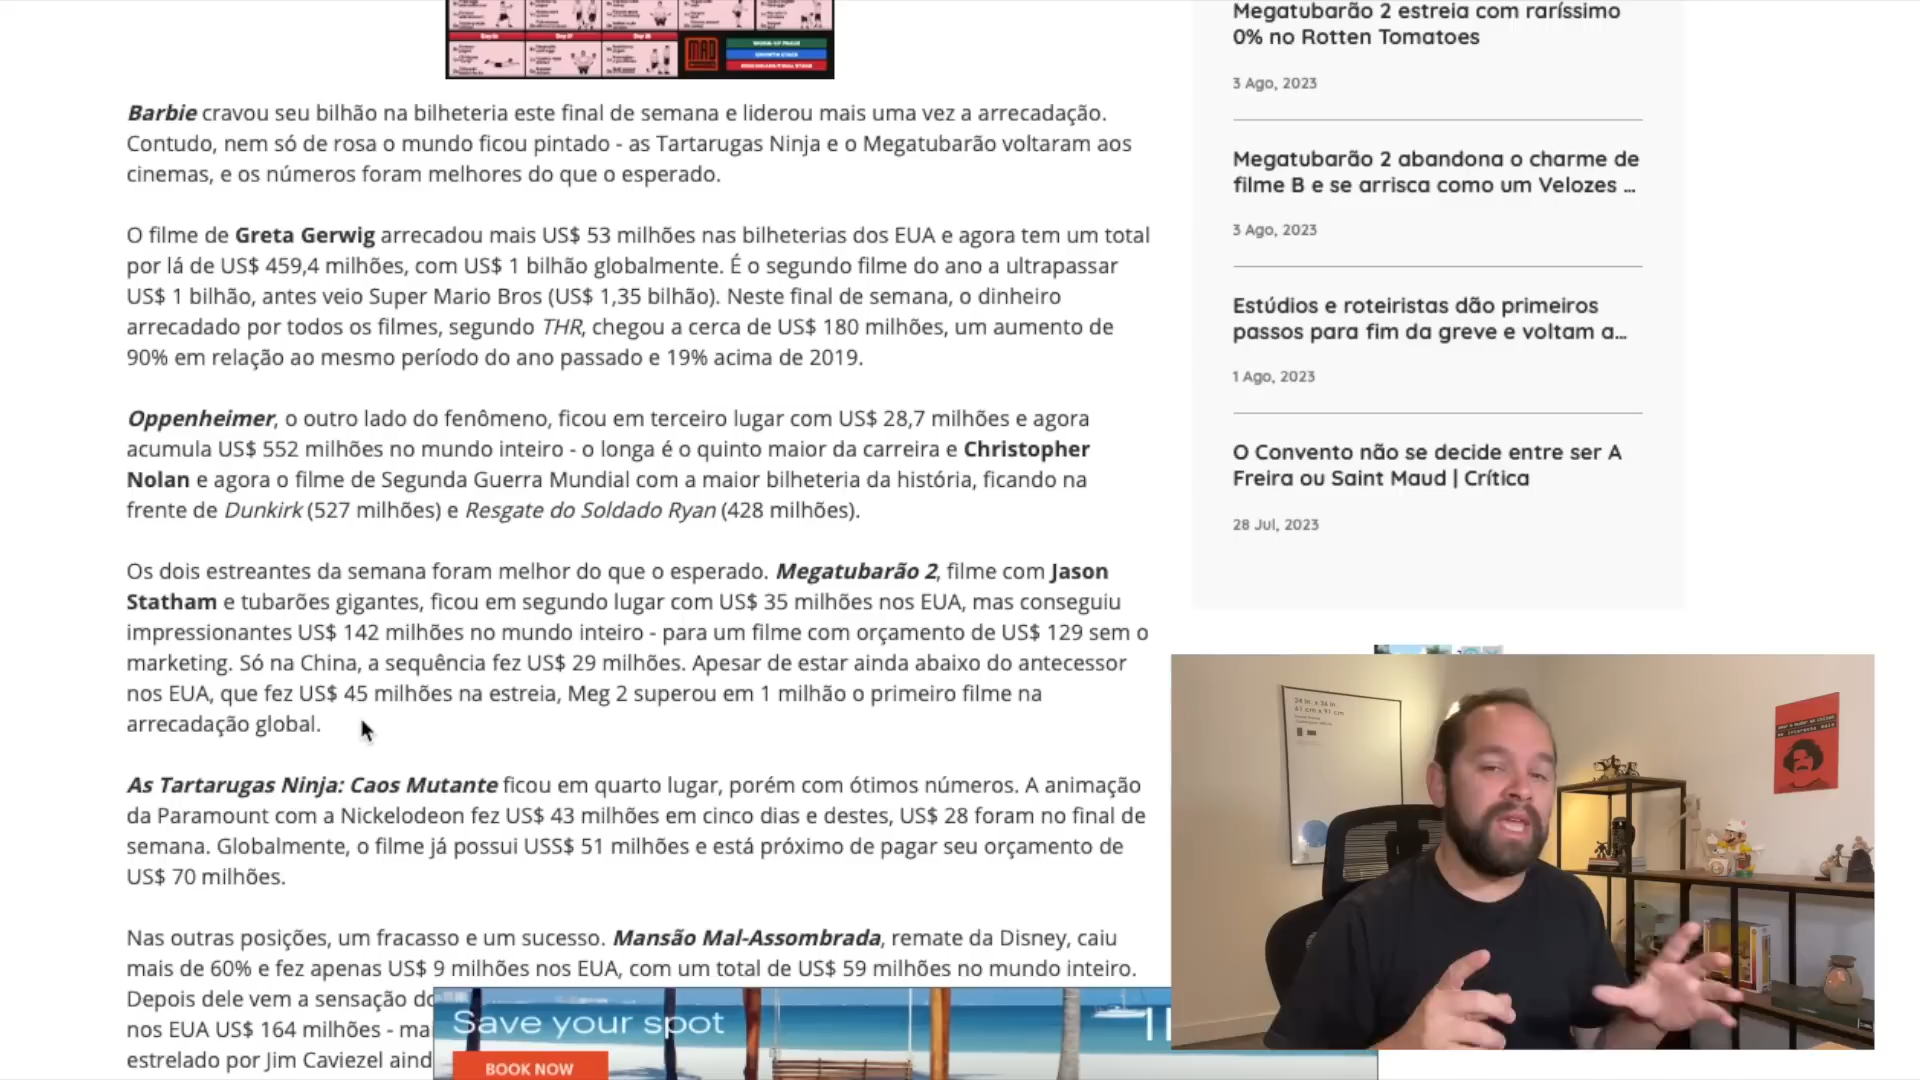 MAD
Barbie cravou seu bilhão na bilheteria este final de semana e liderou mais uma vez a arrecadação.
Contudo, nem só de rosa o mundo ficou pintado - as Tartarugas Ninja e o Megatubarão voltaram aos
cinemas, e os números foram melhores do que o esperado.
O filme de Greta Gerwig arrecadou mais US$ 53 milhões nas bilheterias dos EUA e agora tem um total
por lá de US$ 459,4 milhões, com US$ 1 bilhão globalmente. É o segundo filme do ano a ultrapassar
US$ 1 bilhão, antes veio Super Mario Bros (US$ 1,35 bilhão). Neste final de semana, o dinheiro
arrecadado por todos os filmes, segundo THR, chegou a cerca de US$ 180 milhões, um aumento de
90% em relação ao mesmo período do ano passado e 19% acima de 2019.
Oppenheimer, o outro lado do fenômeno, ficou em terceiro lugar com US$ 28,7 milhões e agora
acumula US$ 552 milhões no mundo inteiro - o longa é o quinto maior da carreira e Christopher
Nolan e agora o filme de Segunda Guerra Mundial com a maior bilheteria da história, ficando na
frente de Dunkirk (527 milhões) e Resgate do Soldado Ryan (428 milhões).
Os dois estreantes da semana foram melhor do que o esperado. Megatubarão 2, filme com Jason
Statham e tubarões gigantes, ficou em segundo lugar com US$ 35 milhões nos EUA, mas conseguiu
impressionantes US$ 142 milhões no mundo inteiro - para um filme com orçamento de US$ 129 sem o
marketing. Só na China, a sequência fez US$ 29 milhões. Apesar de estar ainda abaixo do antecessor
nos EUA, que fez US$ 45 milhões na estreia, Meg 2 superou em 1 milhão o primeiro filme na
arrecadação global.
As Tartarugas Ninja: Caos Mutante ficou em quarto lugar, porém com ótimos números. A animação
da Paramount com a Nickelodeon fez US$ 43 milhões em cinco dias e destes, US$ 28 foram no final de
semana. Globalmente, o filme já possui USS$ 51 milhões e está próximo de pagar seu orçamento de
US$ 70 milhões.
Nas outras posições, um fracasso e um sucesso. Mansão Mal-Assombrada, remate da Disney, caiu
mais de 60% e fez apenas US$ 9 milhões nos EUA, com um total de US$ 59 milhões no mundo inteiro.
Depois dele vem a sensação
nos EUA US$ 164 milhões -
estrelado por Jim Caviezel
Save your spot
BOOK NOW
Megatubarão 2 estreia com raríssimo
0% no Rotten Tomatoes
3 Ago, 2023
Megatubarão 2 abandona o charme de
filme B e se arrisca como um Velozes ...
3 Ago, 2023
Estúdios e roteiristas dão primeiros
passos para fim da greve e voltam a...
1 Ago, 2023
O Convento não se decide entre ser A
Freira ou Saint Maud | Crítica
28 Jul, 2023
24 in. x 36 in
61 cm x 91 cm